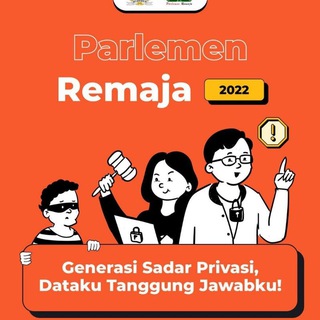 Parlemen
Remaja
2022
Generasi Sadar Privasi,
Dataku Tanggung Jawabku!